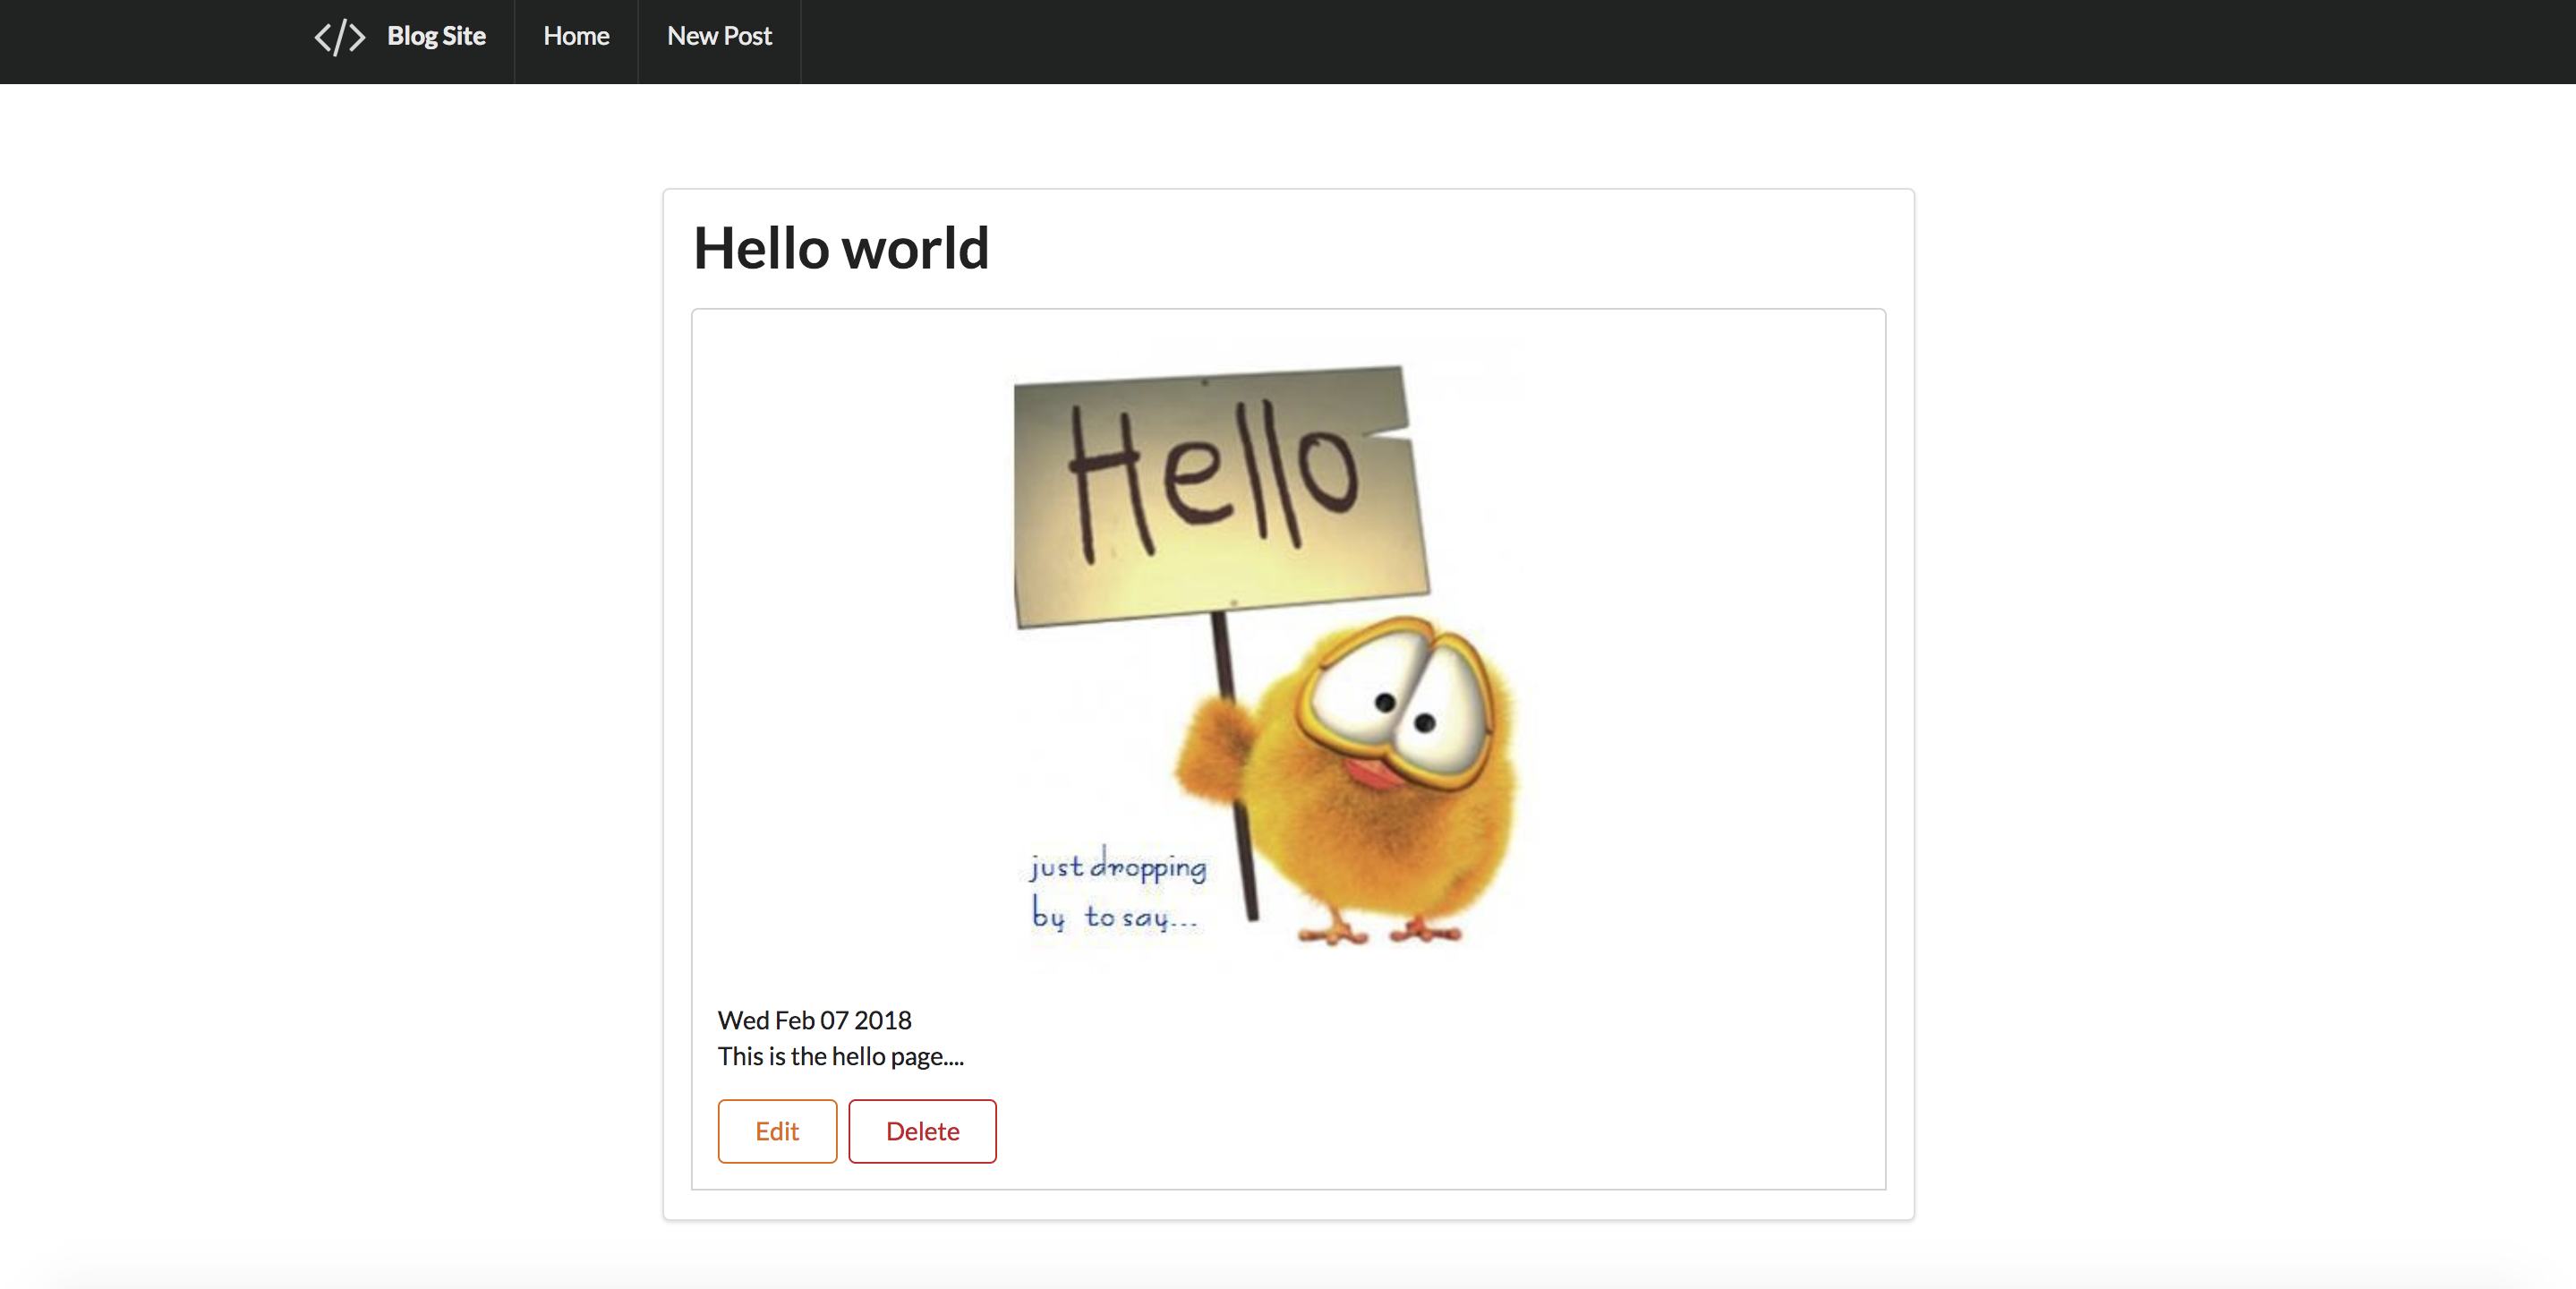 Blog Site Home New Post
Hello world
Hello
just dropping
by to say...
Wed Feb 07 2018
This is the hello page....
Edit Delete